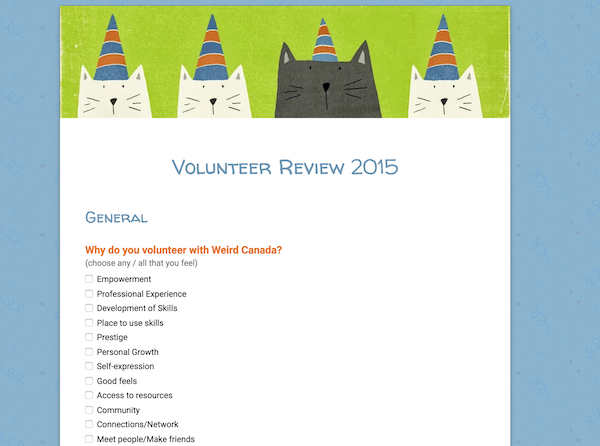 Volunteer Review 2015
General
Why do you volunteer with Weird Canada?
(choose any / all that you feel)
Empowerment
Professional Experience
Development of Skills
Place to use skills
Prestige
Personal Growth
Self-expression
Good feels
Access to resources
Community
Connections/Network
Meet people/Make friends